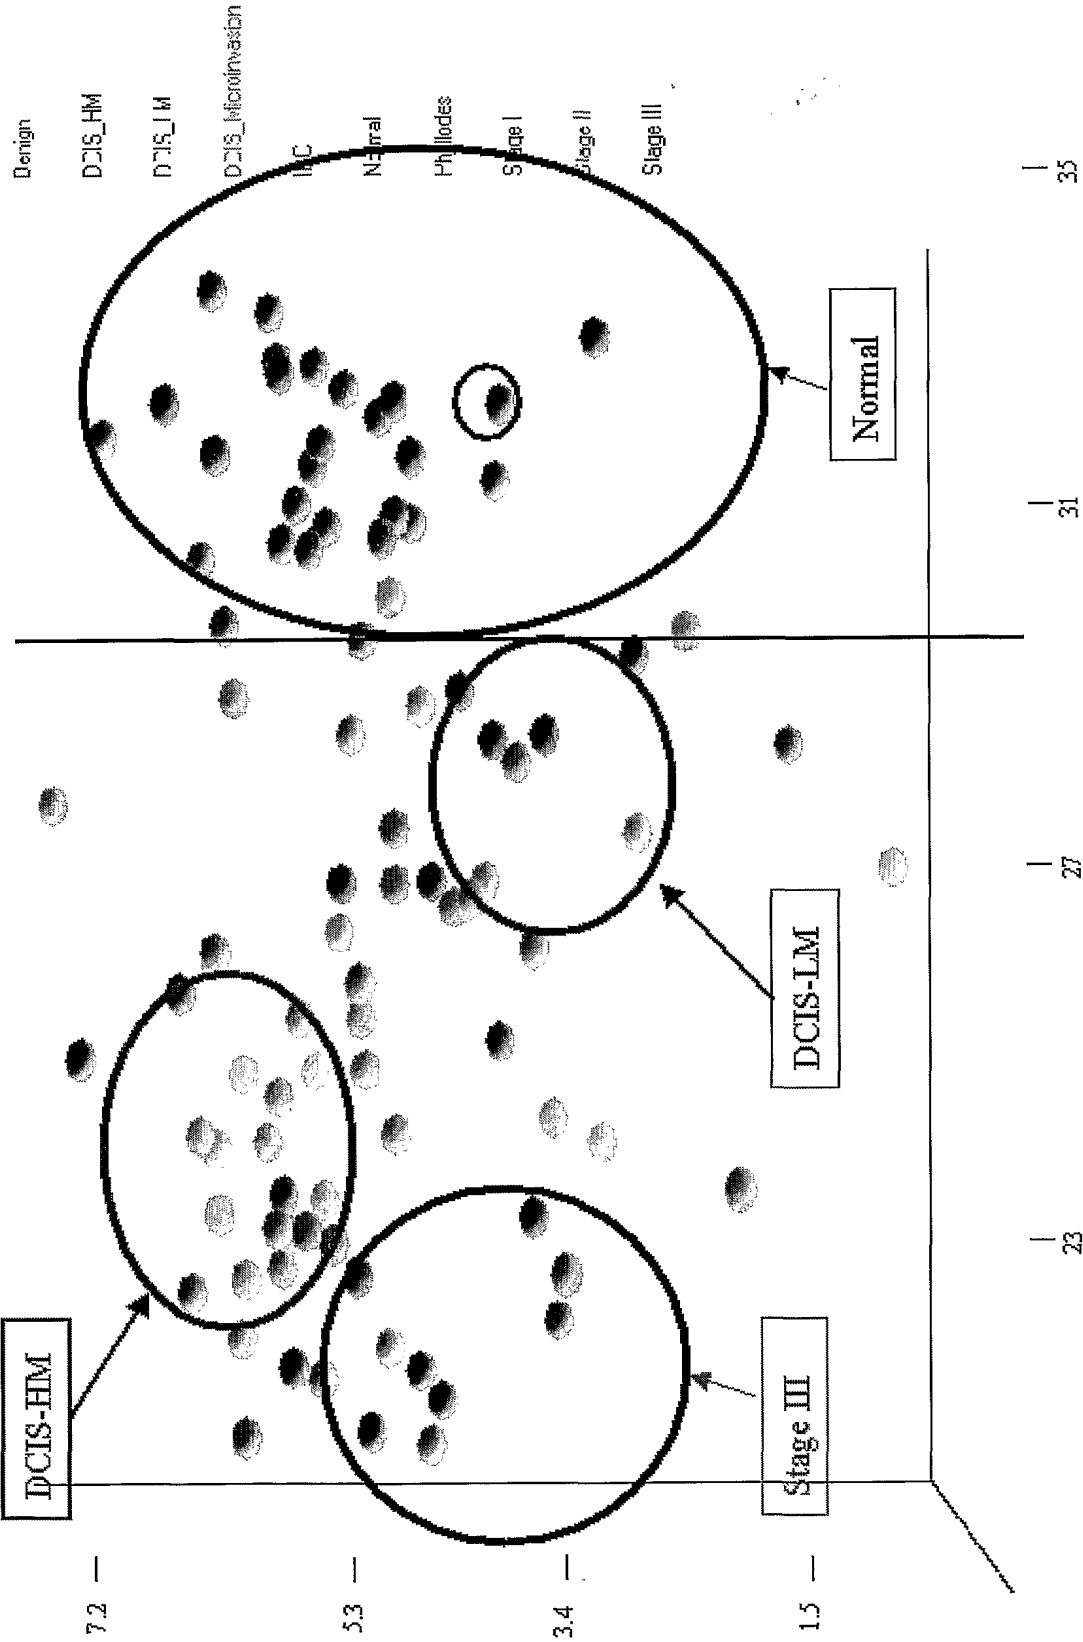 Benign
DCIS_HM
DCIS_LM
DCIS_Microinvasion
Normal
Phyllodes
Stage I
Stage II
Stage III
Normal
DCIS-LM
DCIS-HM
Stage III
7.2
5.3
3.4
1.5
23
27
31
35